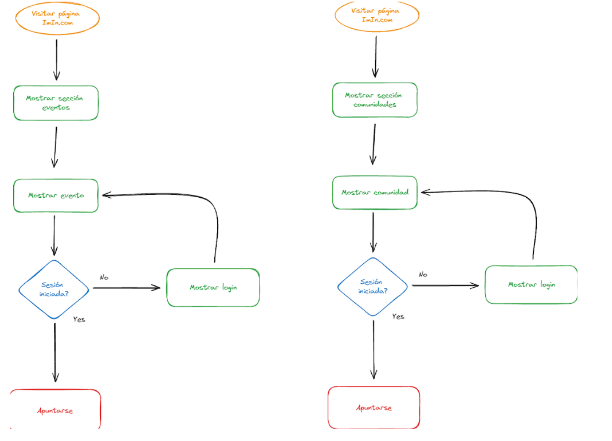 Visitar página
ImIn.com
Mostrar sección
eventos
Mostrar evento
Sesión
iniciada?
No
Mostrar login
Yes
Apuntarse
Visitar página
ImIn.com
Mostrar sección
comunidades
Mostrar comunidad
Sesión
iniciada?
No
Mostrar login
Yes
Apuntarse